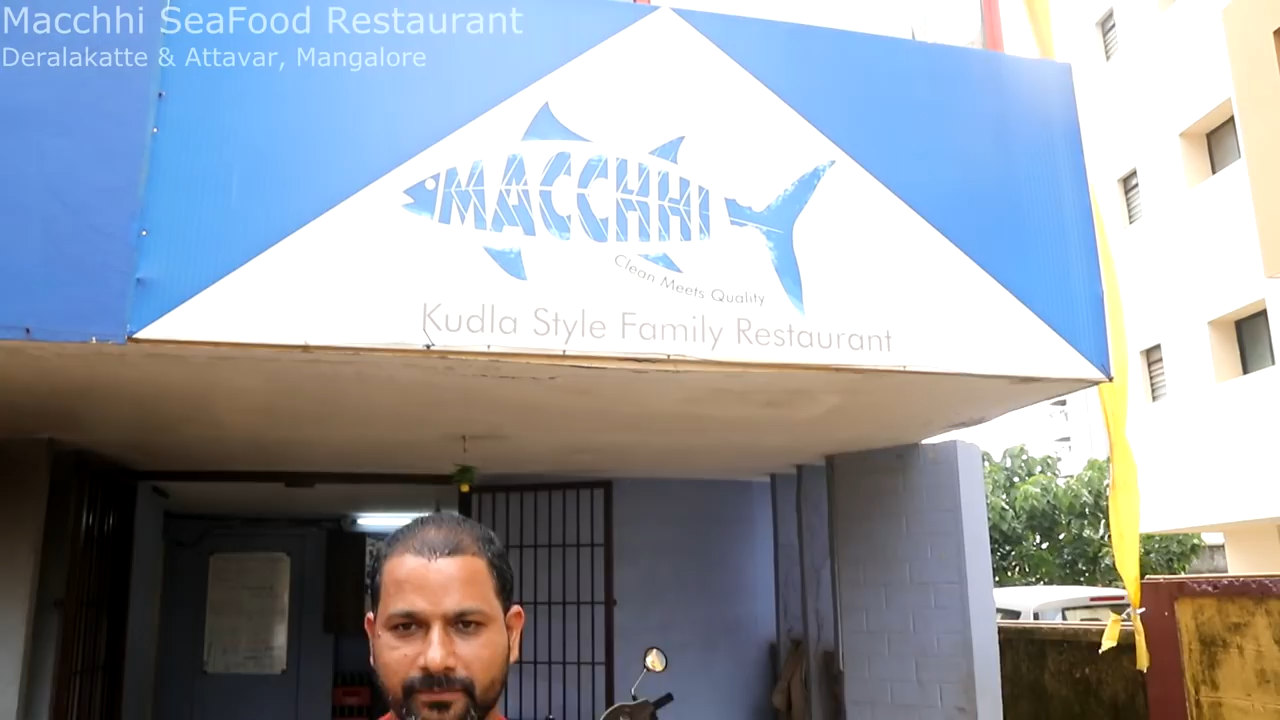 Macchhi SeaFood Restaurant
Deralakatte & Attavar, Mangalore
MACCHHI
Clean Meets Quality
Kudla Style Family Restaurant